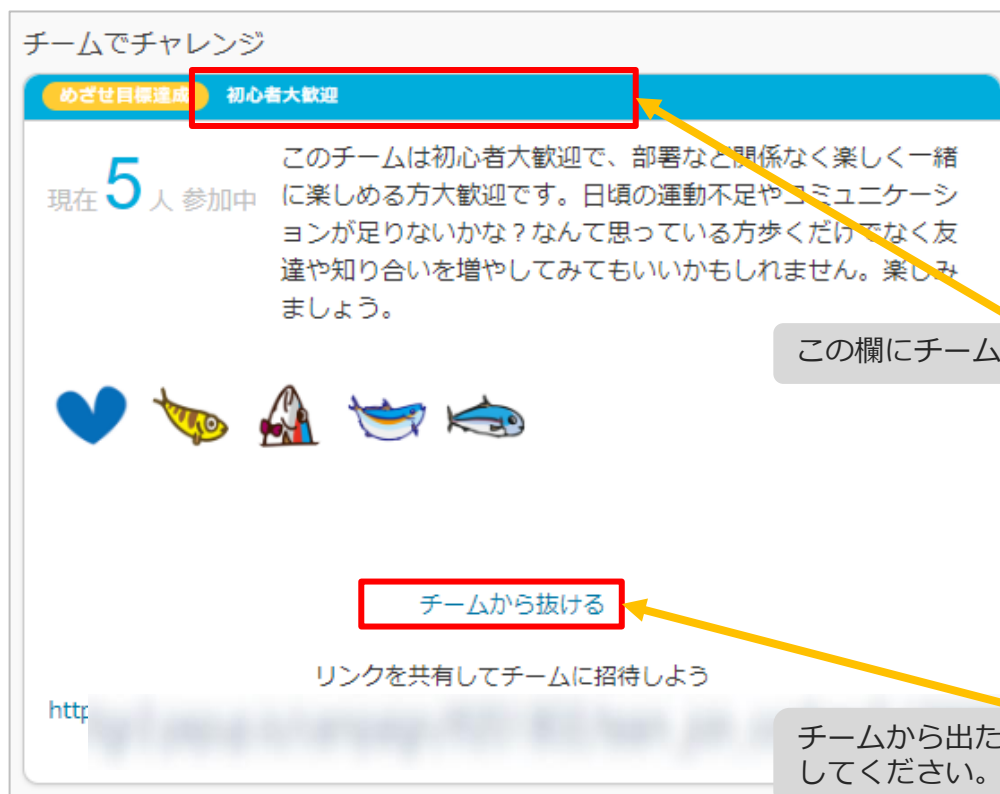 チームでチャレンジ
めざせ目標達成 初心者大歓迎
現在 5 人 参加中
このチームは初心者大歓迎で、部署など関係なく楽しく一緒
に楽しめる方大歓迎です。日頃の運動不足やコミュニケーシ
ョンが足りないかな？なんて思っている方歩くだけでなく友
達や知り合いを増やしてみてもいいかもしれません。楽しみ
ましょう。
この欄にチーム
チームから抜ける
リンクを共有してチームに招待しよう
http
チームから出た
してください。